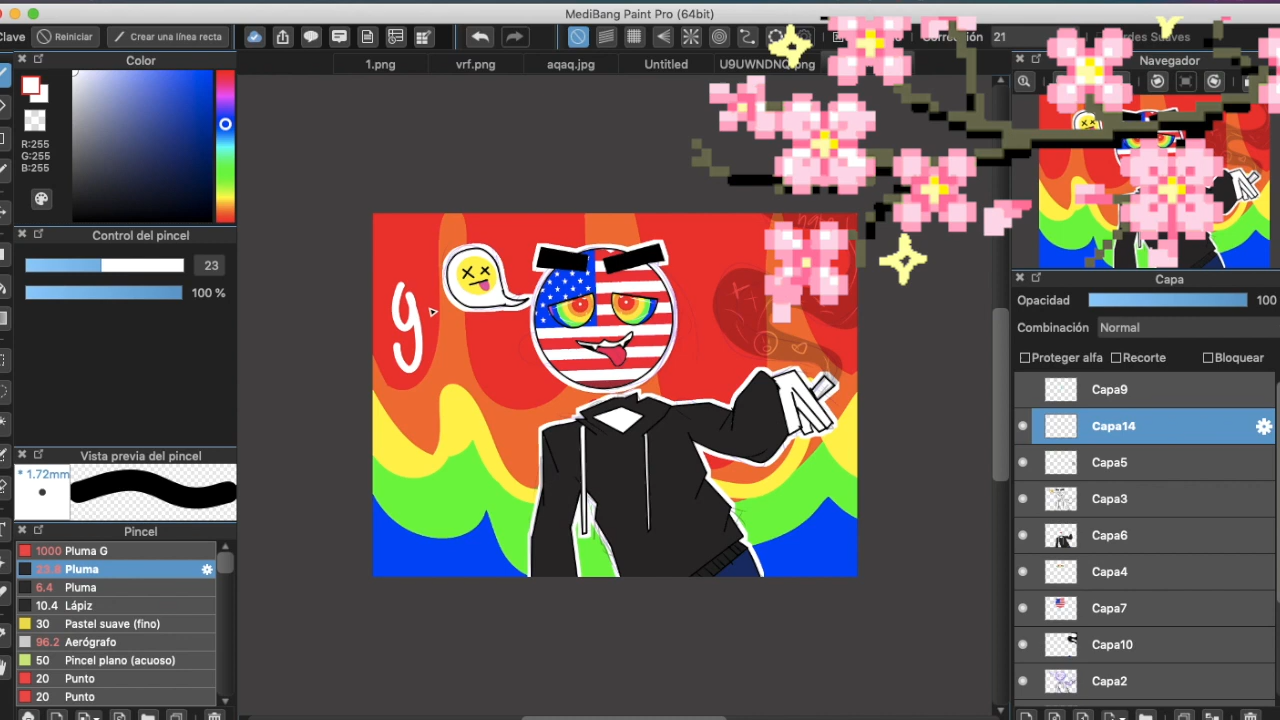 MediBang Paint Pro (64bit)
Clave Reiniciar Crear una línea recta
Corrección 21
1.png vrf.png aqaq.jpg Untitled
Color
R:255
G:255
B:255
Control del pincel
23
100 %
Vista previa del pincel
* 1.72mm
Pincel
1000 Pluma G
23.8 Pluma
6.4 Pluma
10.4 Lápiz
30 Pastel suave (fino)
96.2 Aerógrafo
50 Pincel plano (acuoso)
20 Punto
20 Punto
g
Navegador
Capa
Opacidad 100
Combinación Normal
Proteger alfa Recorte Bloquear
Capa9
Capa14
Capa5
Capa3
Capa6
Capa4
Capa7
Capa10
Capa2